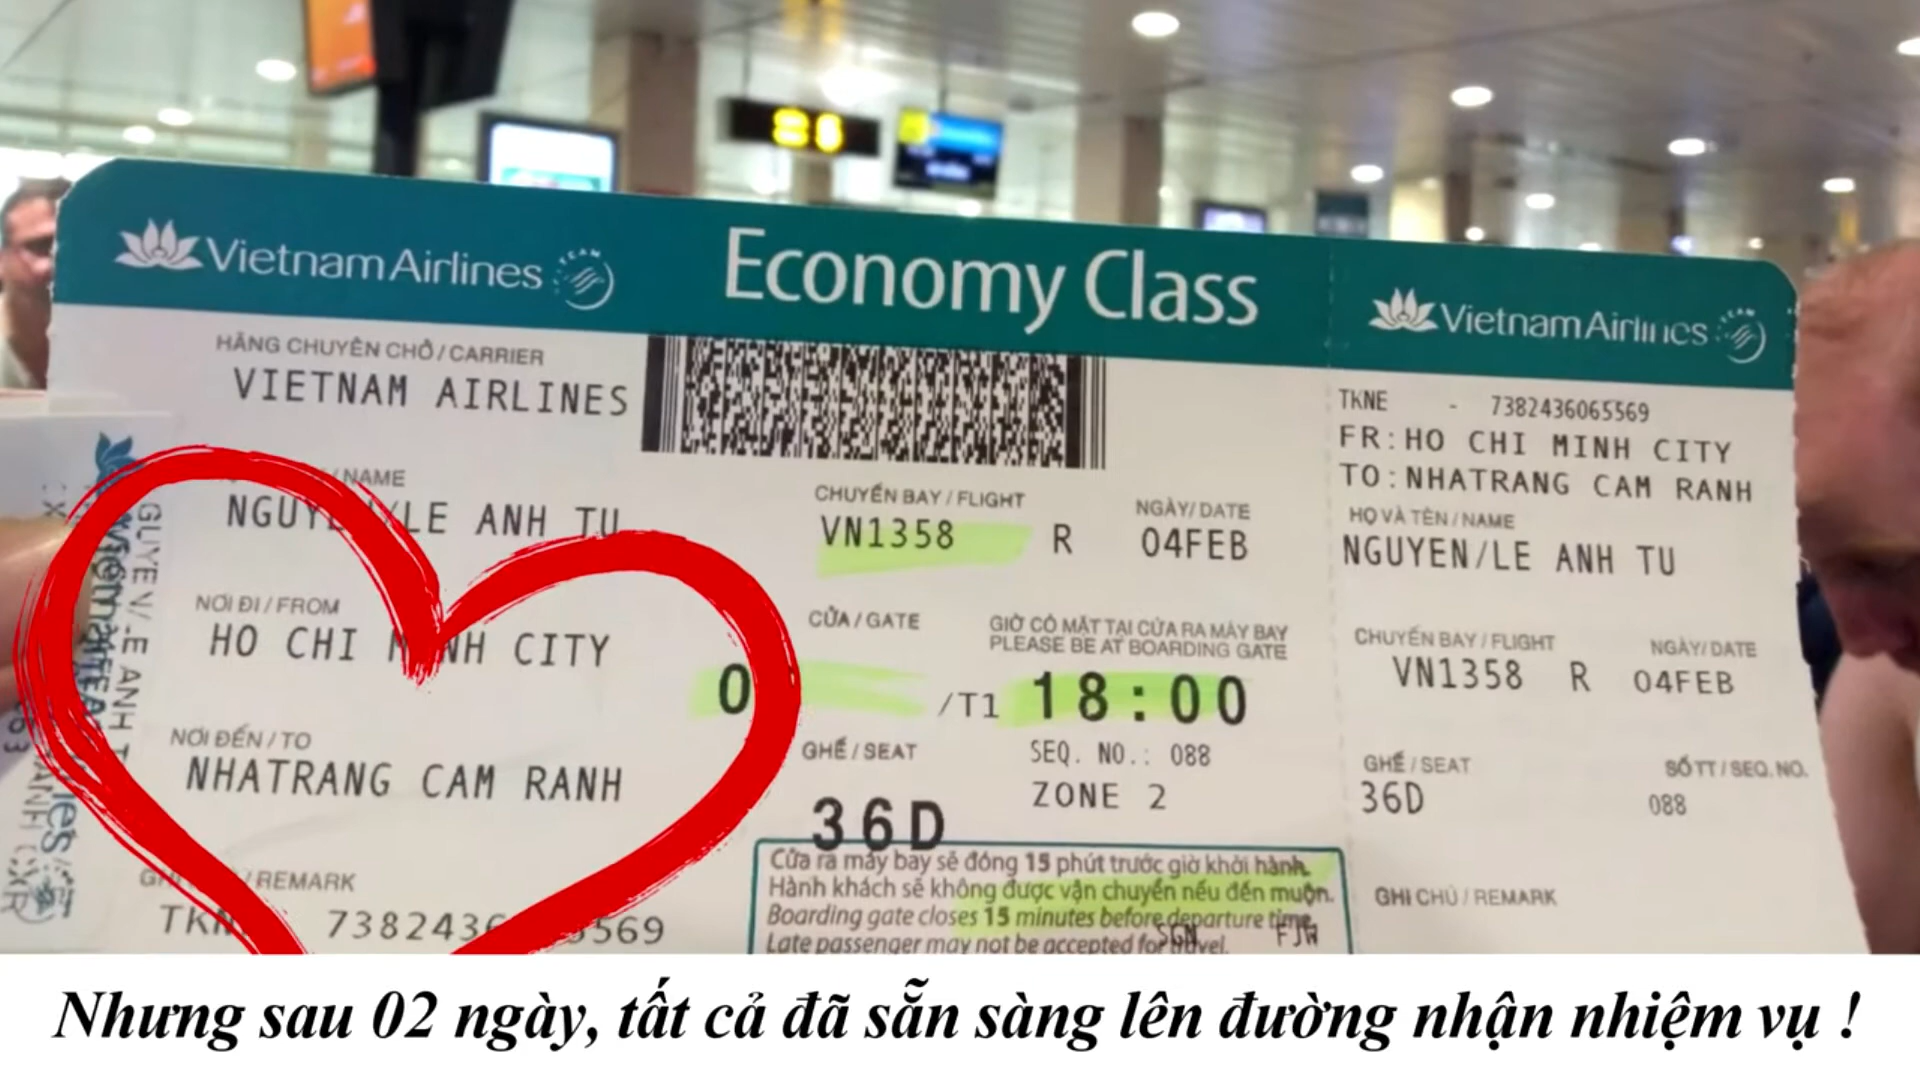 VietnamAirlines
Economy Class
VietnamAirlines
HÃNG CHUYÊN CHỞ / CARRIER
VIETNAM AIRLINES
/ NAME
NGUYEN/LE ANH TU
NƠI ĐI / FROM
HO CHI MINH CITY
NƠI ĐẾN / TO
NHATRANG CAM RANH
/ REMARK
CHUYẾN BAY / FLIGHT
VN1358 R
NGÀY/ DATE
04FEB
CỬA / GATE
0 /T1
GIỜ CÓ MẶT TẠI CỬA RA MÁY BAY
PLEASE BE AT BOARDING GATE
18:00
GHẾ / SEAT
36D
SEQ. NO.: 088
ZONE 2
Cửa ra máy bay sẽ đóng 15 phút trước giờ khởi hành.
Hành khách sẽ không được vận chuyển nếu đến muộn.
Boarding gate closes 15 minutes before departure time.
Late passenger may not be accepted for travel.
SGN FJW
TKNE - 7382436065569
FR:HO CHI MINH CITY
TO:NHATRANG CAM RANH
HỌ VÀ TÊN / NAME
NGUYEN/LE ANH TU
CHUYẾN BAY / FLIGHT
VN1358 R
NGÀY/ DATE
04FEB
GHẾ / SEAT
36D
SỐ TT / SEQ. NO.
088
GHI CHÚ / REMARK
Nhưng sau 02 ngày, tất cả đã sẵn sàng lên đường nhận nhiệm vụ !